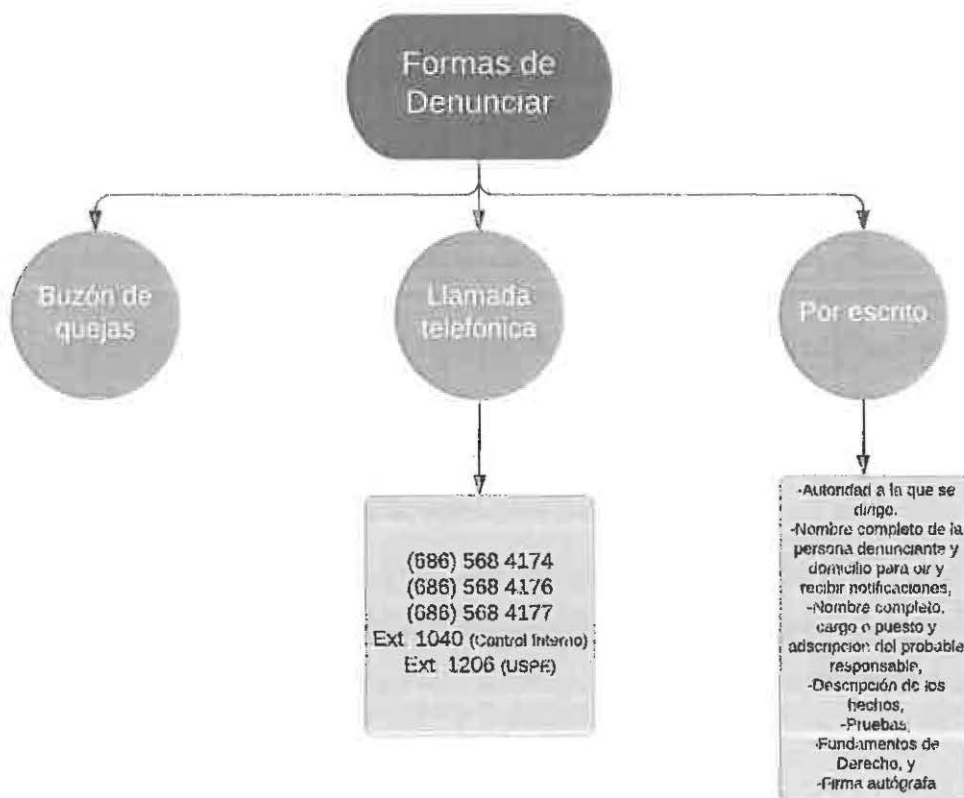 Formas de
Denunciar
Buzón de
quejas
Llamada
telefonica
Por escrito
(686) 568 4174
(686) 568 4176
(686) 568 4177
Ext. 1040 (Control Interno)
Ext. 1206 (USPE)
-Autoridad a la que se
dirige,
-Nombre completo de la
persona denunciante y
domicilio para oir y
recibir notificaciones,
-Nombre completo,
cargo o puesto y
adscripcion del probable
responsable,
-Descripción de los
hechos,
-Pruebas,
-Fundamentos de
Derecho, y
-Firma autógrafa